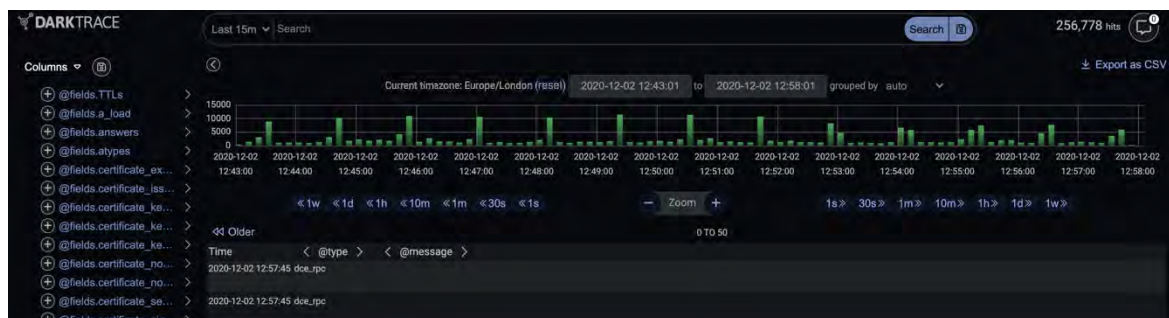 DARKTRACE
Last 15m Search
Search
256,778 hits
0
Columns
Export as CSV
Current timezone: Europe/London (reset) 2020-12-02 12:43:01 to 2020-12-02 12:58:01 grouped by auto
@fields.TTLs
@fields.a_load
@fields.answers
@fields.atypes
@fields.certificate_ex...
@fields.certificate_iss...
@fields.certificate_ke...
@fields.certificate_ke...
@fields.certificate_ke...
@fields.certificate_no...
@fields.certificate_no...
@fields.certificate_se...
15000
10000
5000
0
2020-12-02 2020-12-02 2020-12-02 2020-12-02 2020-12-02 2020-12-02 2020-12-02 2020-12-02 2020-12-02 2020-12-02 2020-12-02 2020-12-02 2020-12-02 2020-12-02 2020-12-02 2020-12-02
12:43:00 12:44:00 12:45:00 12:46:00 12:47:00 12:48:00 12:49:00 12:50:00 12:51:00 12:52:00 12:53:00 12:54:00 12:55:00 12:56:00 12:57:00 12:58:00
«1w «1d «1h «10m «1m «30s «1s − Zoom + 1s» 30s» 1m» 10m» 1h» 1d» 1w»
Older 0 TO 50
Time < @type > < @message >
2020-12-02 12:57:45 dce_rpc
2020-12-02 12:57:45 dce_rpc